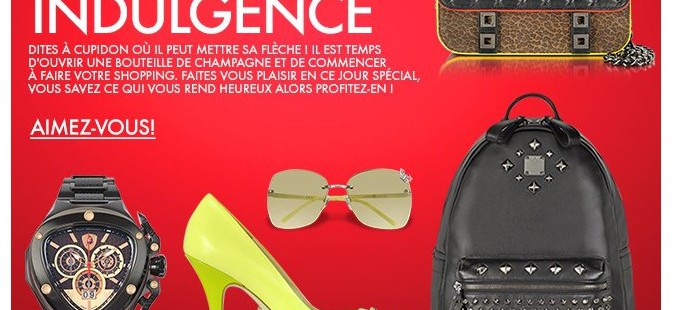 INDULGENCE
DITES À CUPIDON OÙ IL PEUT METTRE SA FLÈCHE ! IL EST TEMPS
D'OUVRIR UNE BOUTEILLE DE CHAMPAGNE ET DE COMMENCER
À FAIRE VOTRE SHOPPING. FAITES VOUS PLAISIR EN CE JOUR SPÉCIAL,
VOUS SAVEZ CE QUI VOUS REND HEUREUX ALORS PROFITEZ-EN !
AIMEZ-VOUS!